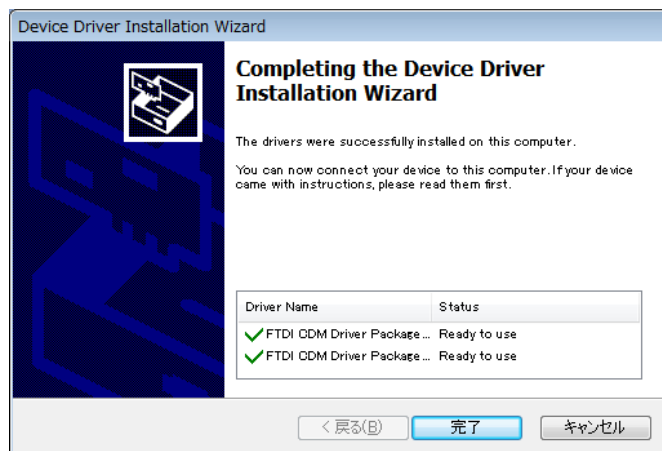 Device Driver Installation Wizard
Completing the Device Driver
Installation Wizard
The drivers were successfully installed on this computer.
You can now connect your device to this computer. If your device
came with instructions, please read them first.
Driver Name Status
FTDI CDM Driver Package... Ready to use
FTDI CDM Driver Package... Ready to use
< 戻る(B) 完了 キャンセル